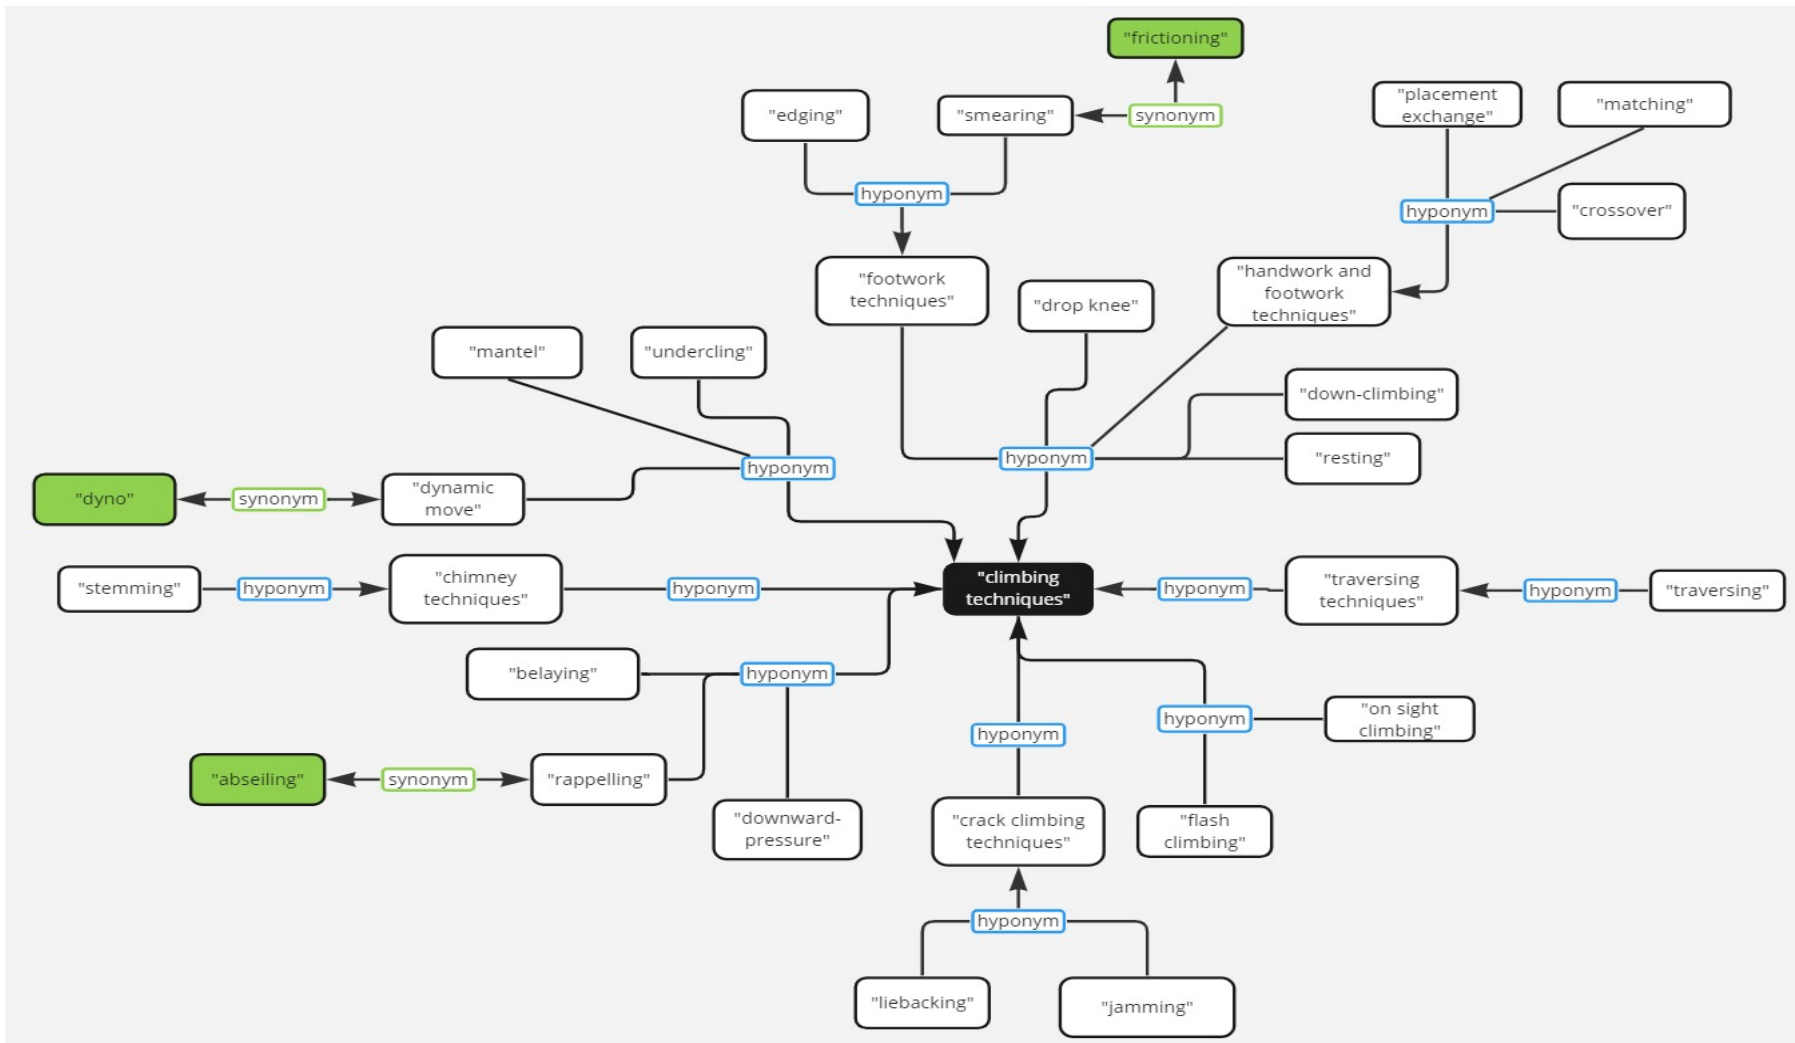 "frictioning"
"edging"
"smearing"
synonym
"placement
exchange"
"matching"
hyponym
hyponym
"crossover"
"footwork
techniques"
"drop knee"
"handwork and
footwork
techniques"
"mantel"
"undercling"
"down-climbing"
hyponym
"resting"
hyponym
"dyno"
synonym
"dynamic
move"
"stemming"
hyponym
"chimney
techniques"
hyponym
"climbing
techniques"
hyponym
"traversing
techniques"
hyponym
"traversing"
"belaying"
hyponym
hyponym
"on sight
climbing"
hyponym
"abseiling"
synonym
"rappelling"
"downward-
pressure"
"crack climbing
techniques"
"flash
climbing"
hyponym
"liebacking"
"jamming"